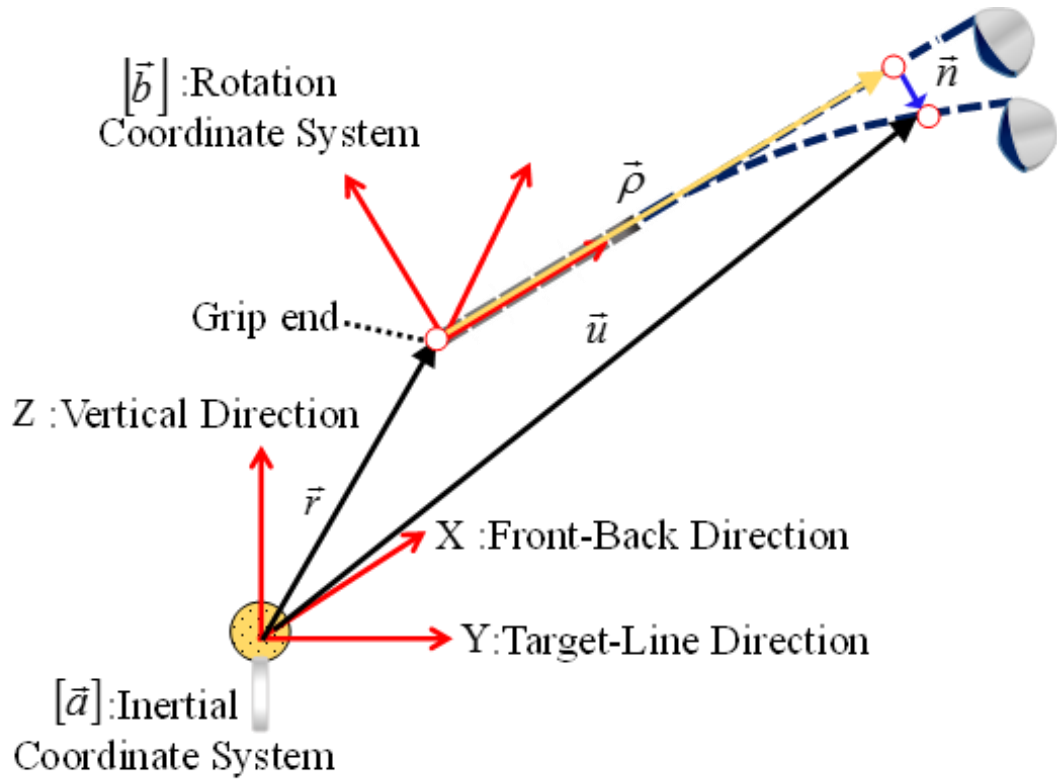 [b⃗] :Rotation
Coordinate System
n⃗
ρ⃗
Grip end
u⃗
Z :Vertical Direction
r⃗
X :Front-Back Direction
Y:Target-Line Direction
[a⃗]:Inertial
Coordinate System